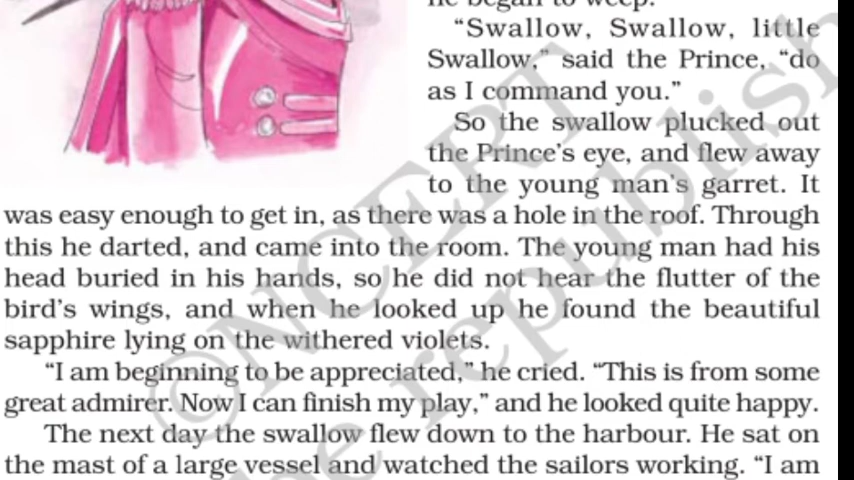 he began to weep.
“Swallow, Swallow, little
Swallow,” said the Prince, “do
as I command you.”
So the swallow plucked out
the Prince’s eye, and flew away
to the young man’s garret. It
was easy enough to get in, as there was a hole in the roof. Through
this he darted, and came into the room. The young man had his
head buried in his hands, so he did not hear the flutter of the
bird’s wings, and when he looked up he found the beautiful
sapphire lying on the withered violets.
“I am beginning to be appreciated,” he cried. “This is from some
great admirer. Now I can finish my play,” and he looked quite happy.
The next day the swallow flew down to the harbour. He sat on
the mast of a large vessel and watched the sailors working. “I am
©NCERT
be republish